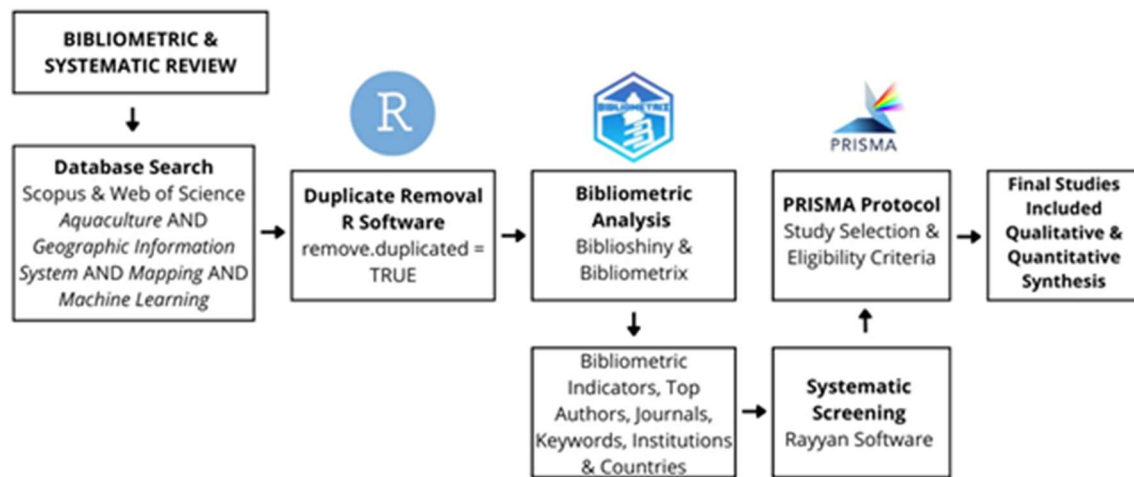 BIBLIOMETRIC &
SYSTEMATIC REVIEW
Database Search
Scopus & Web of Science
Aquaculture AND
Geographic Information
System AND Mapping AND
Machine Learning
R
Duplicate Removal
R Software
remove.duplicated =
TRUE
BIBLIOMETRIX
Bibliometric
Analysis
Biblioshiny &
Bibliometrix
Bibliometric
Indicators, Top
Authors, Journals,
Keywords, Institutions
& Countries
Systematic
Screening
Rayyan Software
PRISMA
PRISMA Protocol
Study Selection &
Eligibility Criteria
Final Studies
Included
Qualitative &
Quantitative
Synthesis